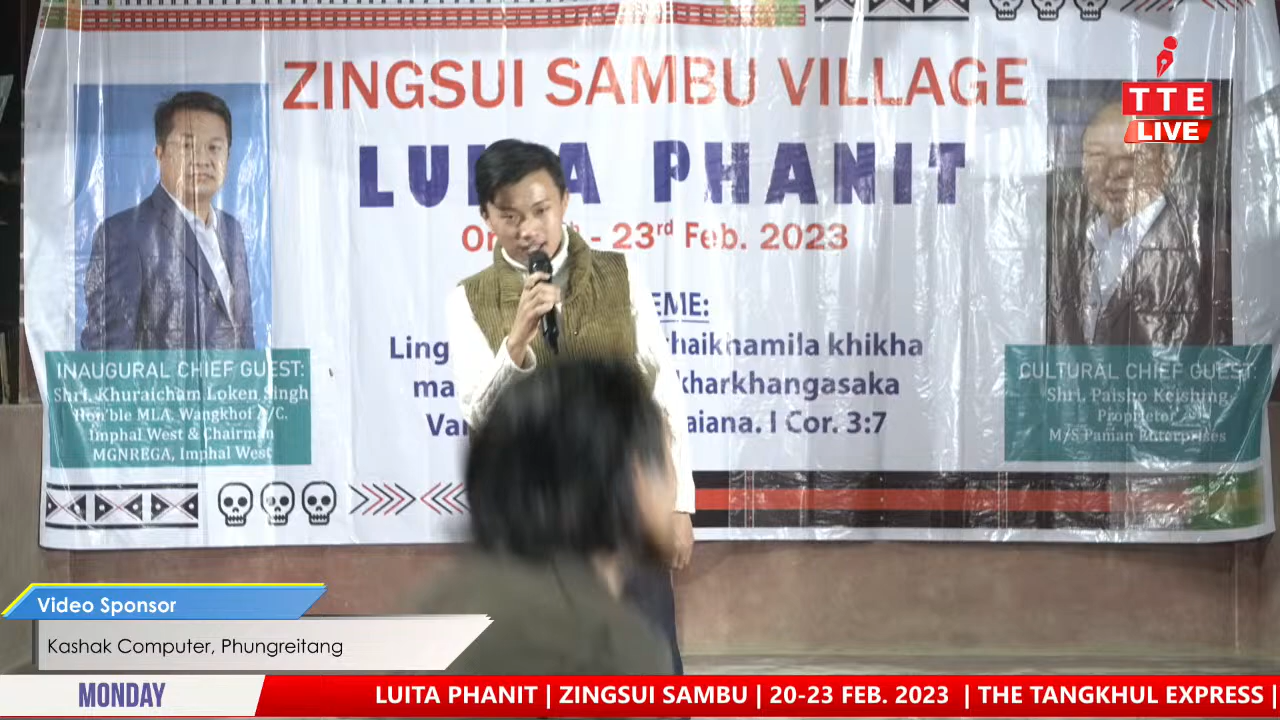 ZINGSUI SAMBU VILLAGE
TTE
LIVE
PHANIT
- 23rd Feb. 2023
Ling
khikha
kharkhangasaka
I Cor. 3:7
INAUGURAL CHIEF GUEST:
Shri. Khuraicham Loken Singh
Hon'ble MLA. Wangkhoi A/C.
Imphal West & Chairman
MGNREGA, Imphal West
CULTURAL CHIEF GUEST:
Shri. Paisho Keishing
Proprietor
M/S Paman Enterprises
Video Sponsor
Kashak Computer, Phungreitang
MONDAY
LUITA PHANIT | ZINGSUI SAMBU | 20-23 FEB. 2023 | THE TANGKHUL EXPRESS |